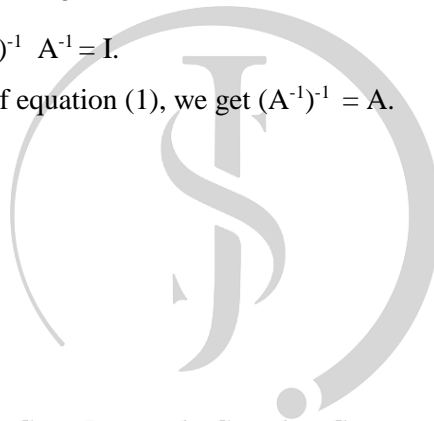 )⁻¹ A⁻¹ = I.
f equation (1), we get (A⁻¹)⁻¹ = A.